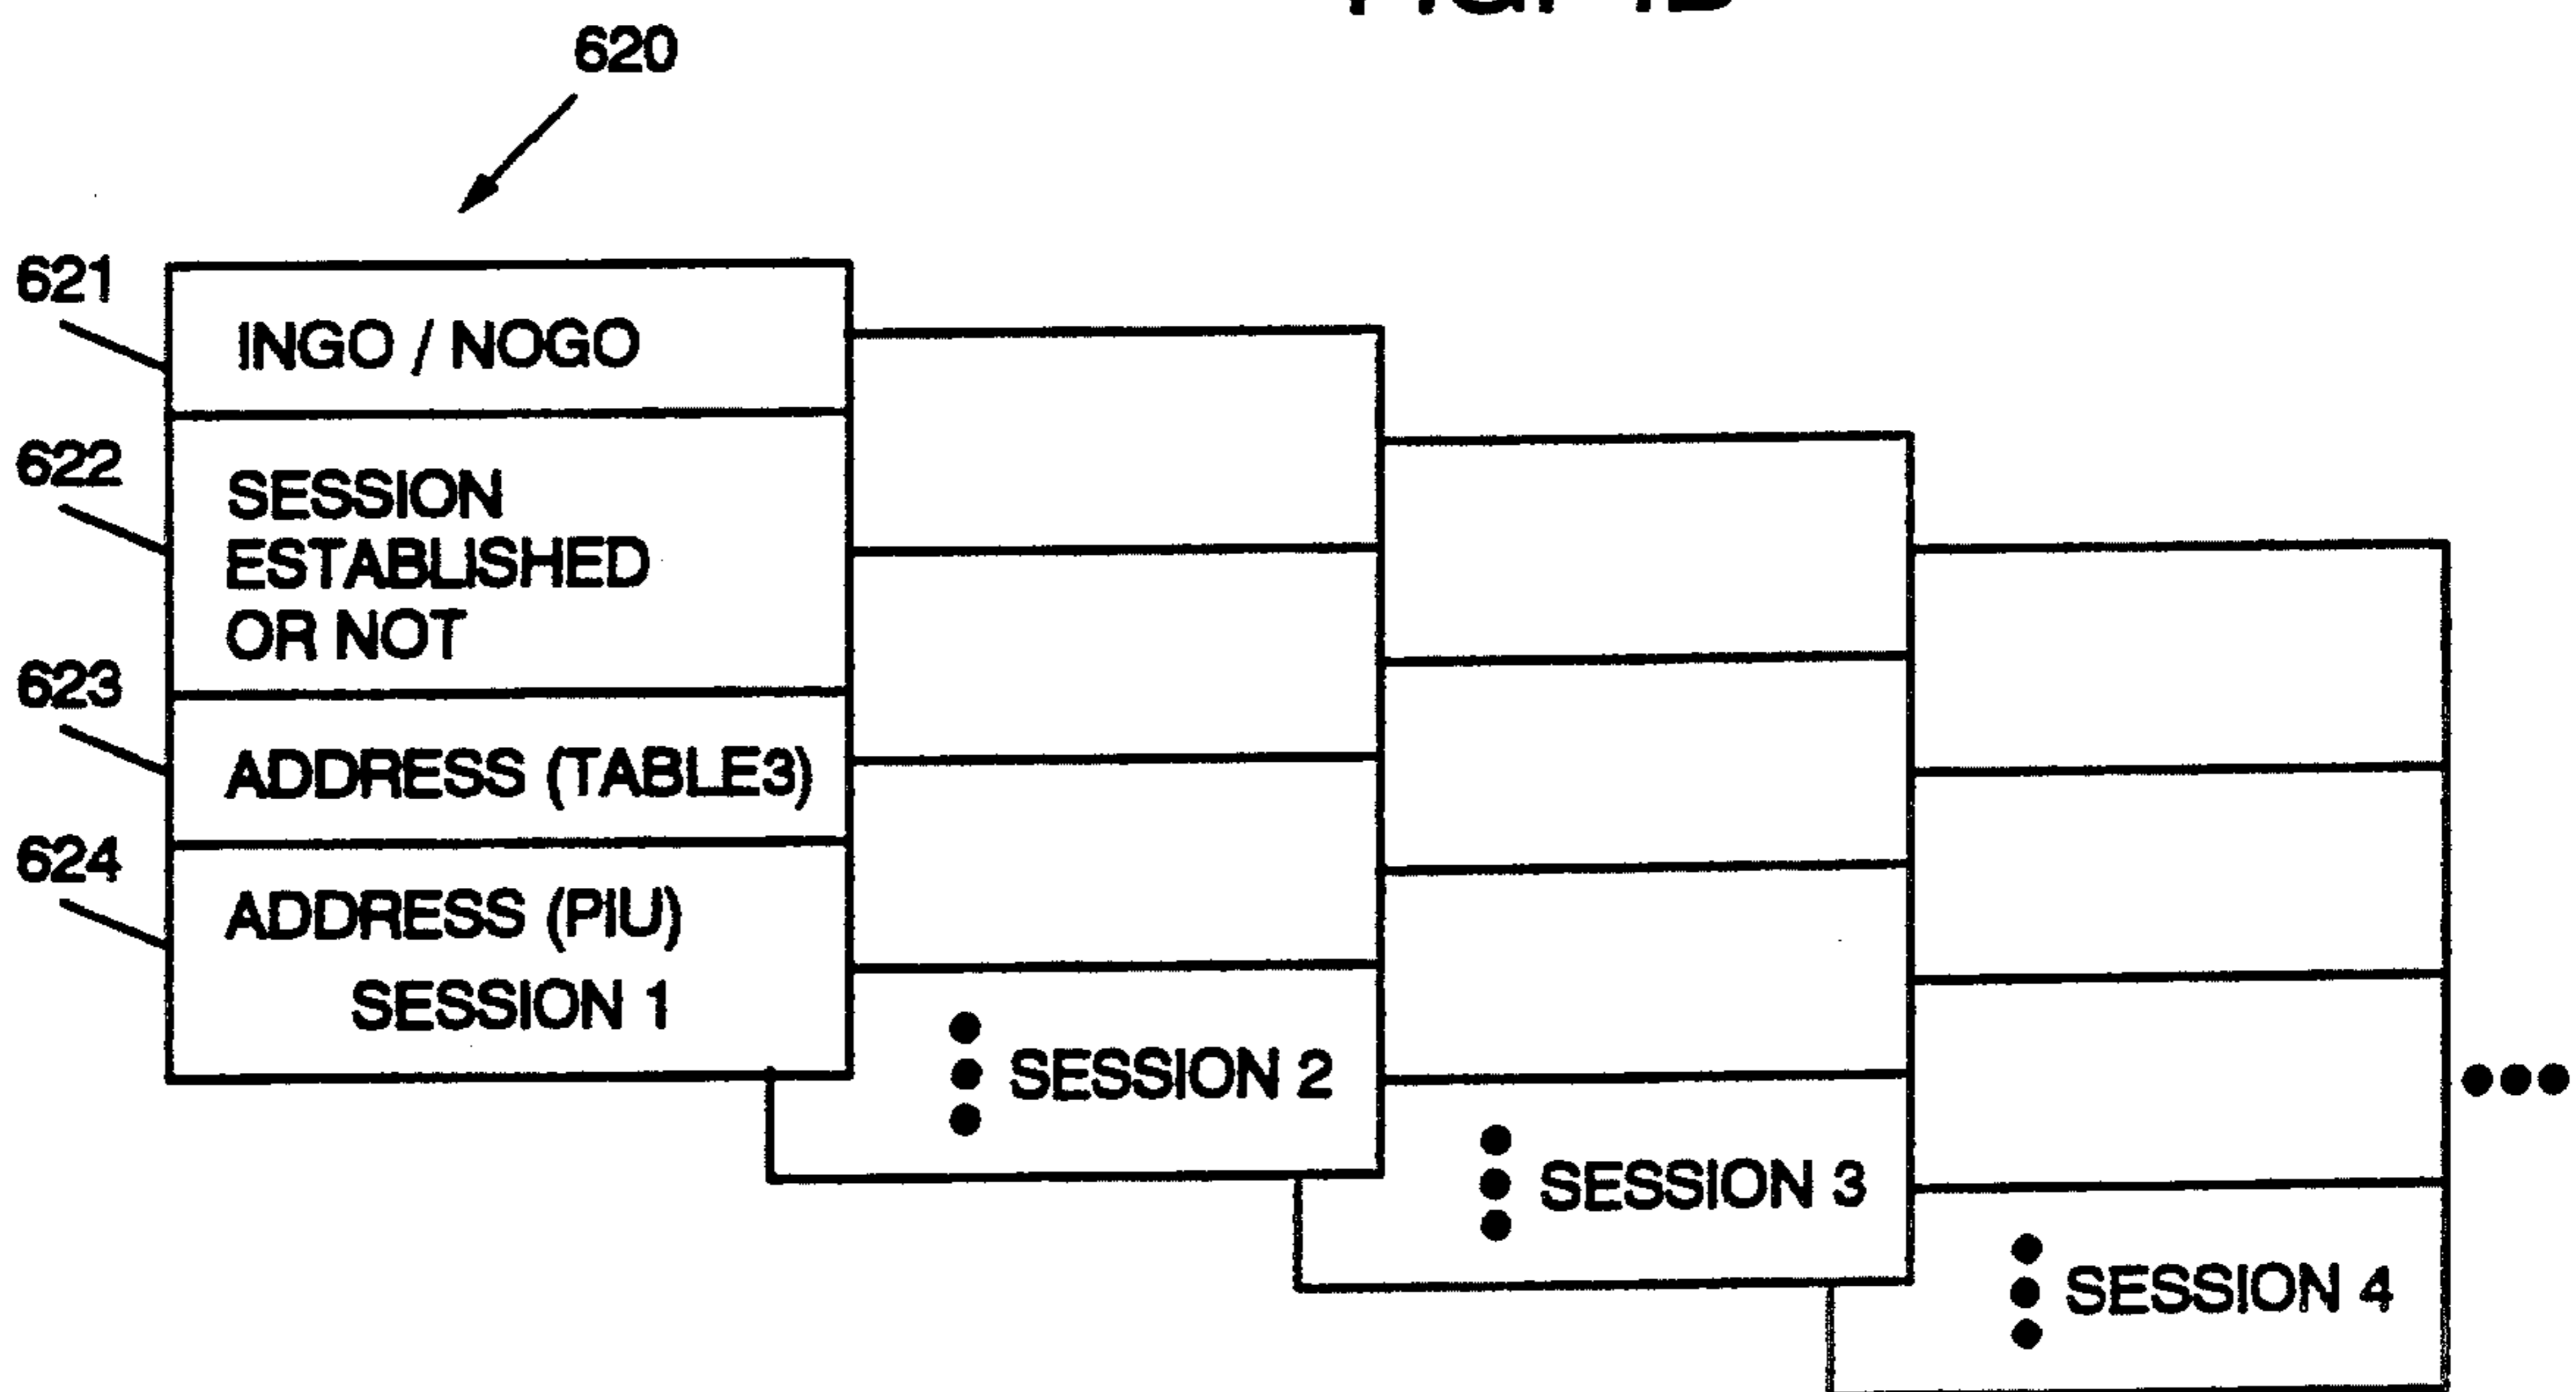 620
621
INGO / NOGO
622
SESSION
ESTABLISHED
OR NOT
623
ADDRESS (TABLE3)
624
ADDRESS (PIU)
SESSION 1
SESSION 2
SESSION 3
SESSION 4